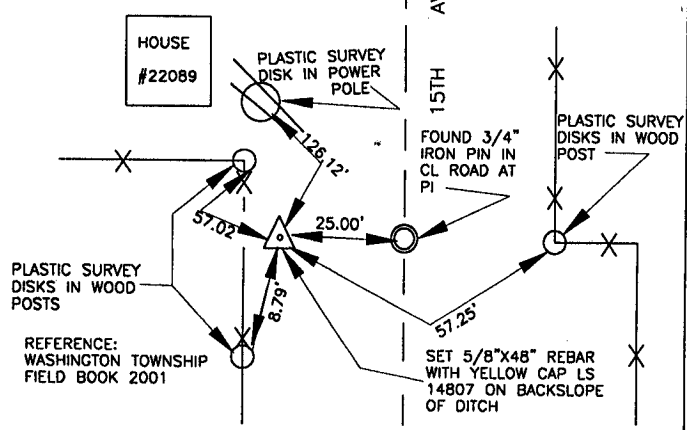 HOUSE
#22089
PLASTIC SURVEY
DISK IN POWER
POLE
15TH
AV
FOUND 3/4"
IRON PIN IN
CL ROAD AT
PI
PLASTIC SURVEY
DISKS IN WOOD
POST
126.12'
57.02
25.00'
8.79'
57.25'
PLASTIC SURVEY
DISKS IN WOOD
POSTS
REFERENCE:
WASHINGTON TOWNSHIP
FIELD BOOK 2001
SET 5/8"X48" REBAR
WITH YELLOW CAP LS
14807 ON BACKSLOPE
OF DITCH